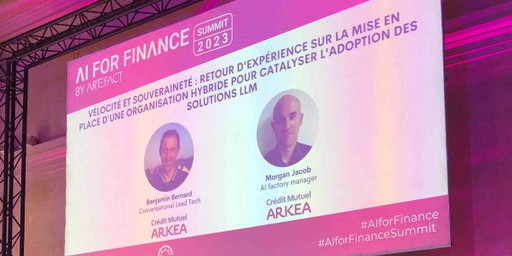 AI FOR FINANCE
BY ARTEFACT
SUMMIT
2023
VÉLOCITÉ ET SOUVERAINETÉ : RETOUR D'EXPÉRIENCE SUR LA MISE EN
PLACE D'UNE ORGANISATION HYBRIDE POUR CATALYSER L'ADOPTION DES
SOLUTIONS LLM
Benjamin Bernard
Conversational Lead Tech
Crédit Mutuel
ARKEA
Morgan Jacob
AI factory manager
Crédit Mutuel
ARKEA
#AIforFinance
#AIforFinanceSummit